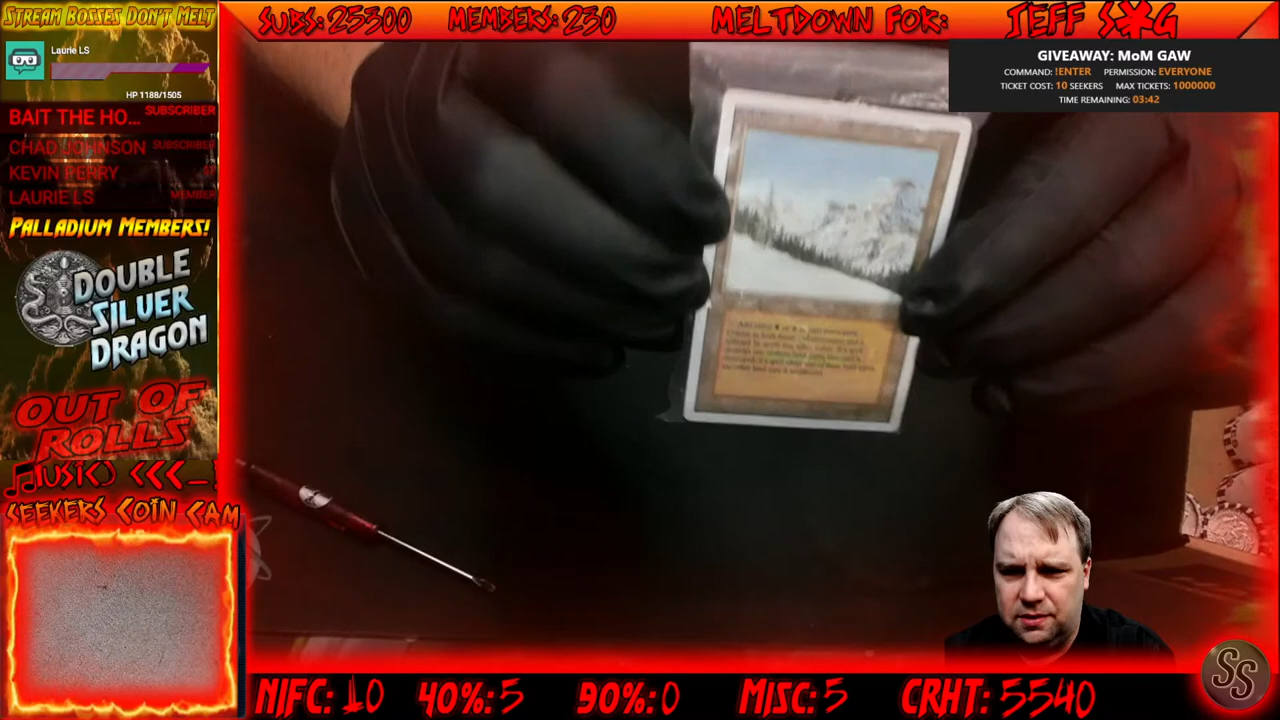 STREAM BOSSES DON'T MELT
Laurie LS
HP 1188/1505
BAIT THE HO... SUBSCRIBER
CHAD JOHNSON SUBSCRIBER
KEVIN PERRY
LAURIE LS MEMBER
PALLADIUM MEMBERS!
DOUBLE
SILVER
DRAGON
OUT OF
ROLLS
SEEKERS COIN CAM
SUBS: 25300 MEMBERS: 230 MELTDOWN FOR: JEFF S*G
GIVEAWAY: MoM GAW
COMMAND: !ENTER PERMISSION: EVERYONE
TICKET COST: 10 SEEKERS MAX TICKETS: 1000000
TIME REMAINING: 03:42
NIFC: 10 40%: 5 90%: 0 MISC: 5 CRHT: 5540
SS